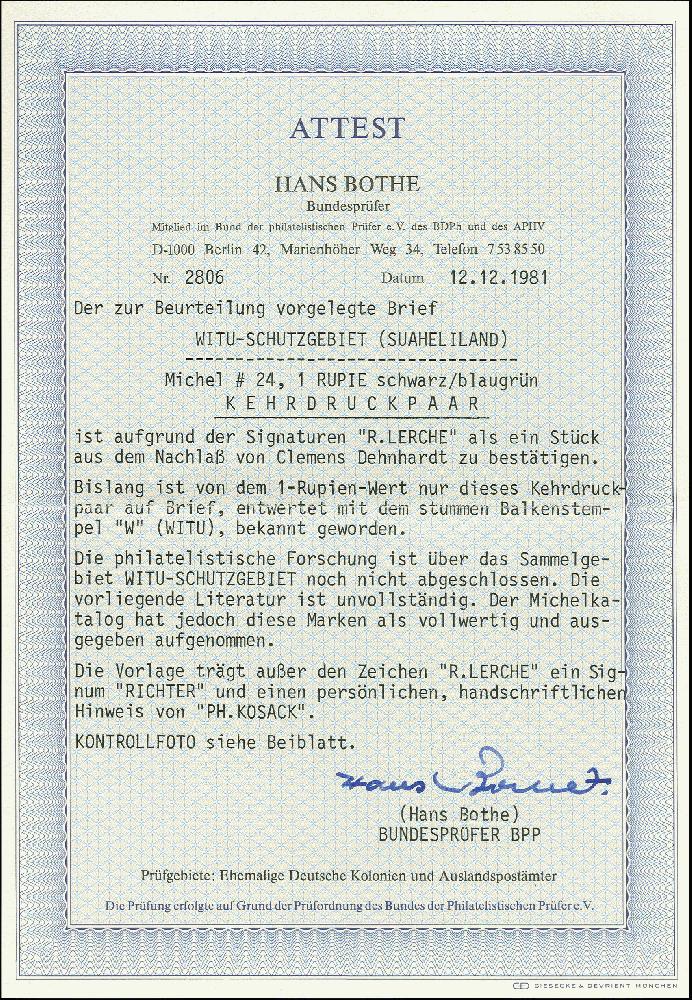 ATTEST
HANS BOTHE
Bundesprüfer
Mitglied im Bund der philatelistischen Prüfer e.V. des BDPh und des APHV
D-1000 Berlin 42, Marienhöher Weg 34, Telefon 7 53 85 50
Nr. 2806 Datum 12.12.1981
Der zur Beurteilung vorgelegte Brief
WITU-SCHUTZGEBIET (SUAHELILAND)
Michel # 24, 1 RUPIE schwarz/blaugrün
K E H R D R U C K P A A R
ist aufgrund der Signaturen "R.LERCHE" als ein Stück
aus dem Nachlaß von Clemens Dehnhardt zu bestätigen.
Bislang ist von dem 1-Rupien-Wert nur dieses Kehrdruck-
paar auf Brief, entwertet mit dem stummen Balkenstem-
pel "W" (WITU), bekannt geworden.
Die philatelistische Forschung ist über das Sammelge-
biet WITU-SCHUTZGEBIET noch nicht abgeschlossen. Die
vorliegende Literatur ist unvollständig. Der Michelka-
talog hat jedoch diese Marken als vollwertig und aus-
gegeben aufgenommen.
Die Vorlage trägt außer den Zeichen "R.LERCHE" ein Sig-
num "RICHTER" und einen persönlichen, handschriftlichen
Hinweis von "PH.KOSACK".
KONTROLLFOTO siehe Beiblatt.
(Hans Bothe)
BUNDESPRÜFER BPP
Prüfgebiete: Ehemalige Deutsche Kolonien und Auslandspostämter
Die Prüfung erfolgte auf Grund der Prüfordnung des Bundes der Philatelistischen Prüfer e.V.
GIESECKE & DEVRIENT MÜNCHEN